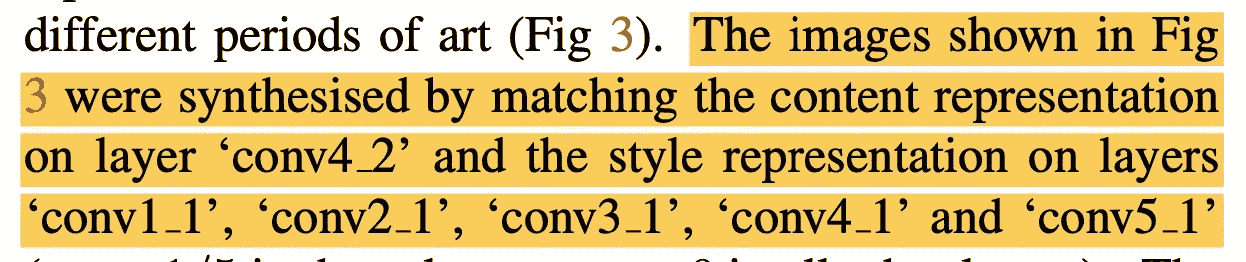 different periods of art (Fig 3). The images shown in Fig
3 were synthesised by matching the content representation
on layer ‘conv4_2’ and the style representation on layers
‘conv1_1’, ‘conv2_1’, ‘conv3_1’, ‘conv4_1’ and ‘conv5_1’